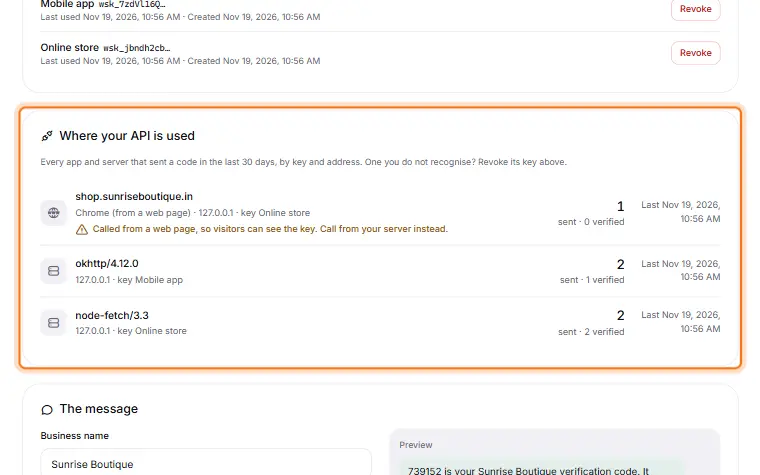 Mobile app wsk_7zdVl16Q…
Last used Nov 19, 2026, 10:56 AM · Created Nov 19, 2026, 10:56 AM
Revoke
Online store wsk_jbndh2cb…
Last used Nov 19, 2026, 10:56 AM · Created Nov 19, 2026, 10:56 AM
Revoke
Where your API is used
Every app and server that sent a code in the last 30 days, by key and address. One you do not recognise? Revoke its key above.
shop.sunriseboutique.in
Chrome (from a web page) · 127.0.0.1 · key Online store
Called from a web page, so visitors can see the key. Call from your server instead.
1
sent · 0 verified
Last Nov 19, 2026,
10:56 AM
okhttp/4.12.0
127.0.0.1 · key Mobile app
2
sent · 1 verified
Last Nov 19, 2026,
10:56 AM
node-fetch/3.3
127.0.0.1 · key Online store
2
sent · 2 verified
Last Nov 19, 2026,
10:56 AM
The message
Business name
Sunrise Boutique
Preview
739152 is your Sunrise Boutique verification code. It